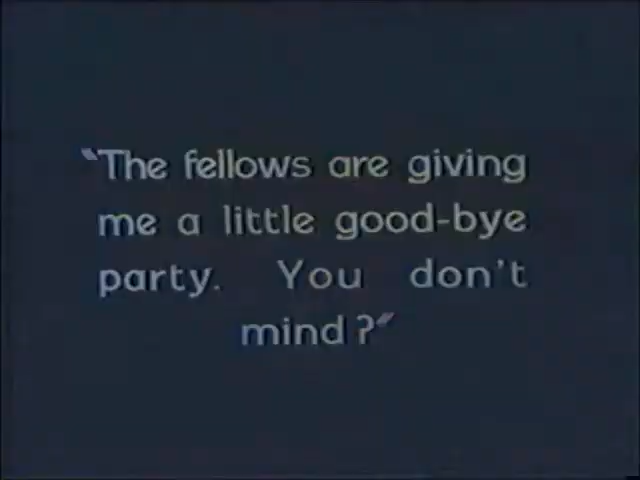 "The fellows are giving
me a little good-bye
party. You don't
mind?"